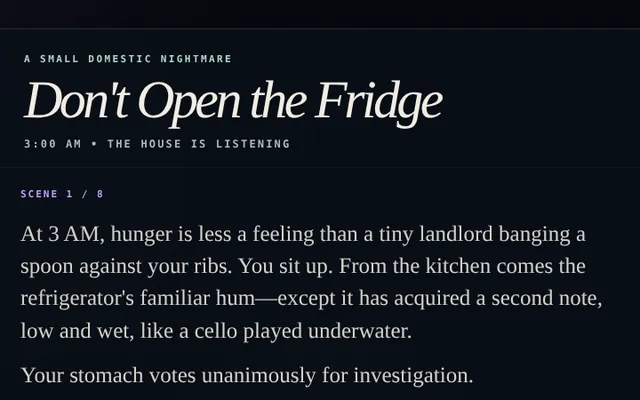 A SMALL DOMESTIC NIGHTMARE
Don't Open the Fridge
3:00 AM • THE HOUSE IS LISTENING
SCENE 1 / 8
At 3 AM, hunger is less a feeling than a tiny landlord banging a
spoon against your ribs. You sit up. From the kitchen comes the
refrigerator's familiar hum—except it has acquired a second note,
low and wet, like a cello played underwater.
Your stomach votes unanimously for investigation.